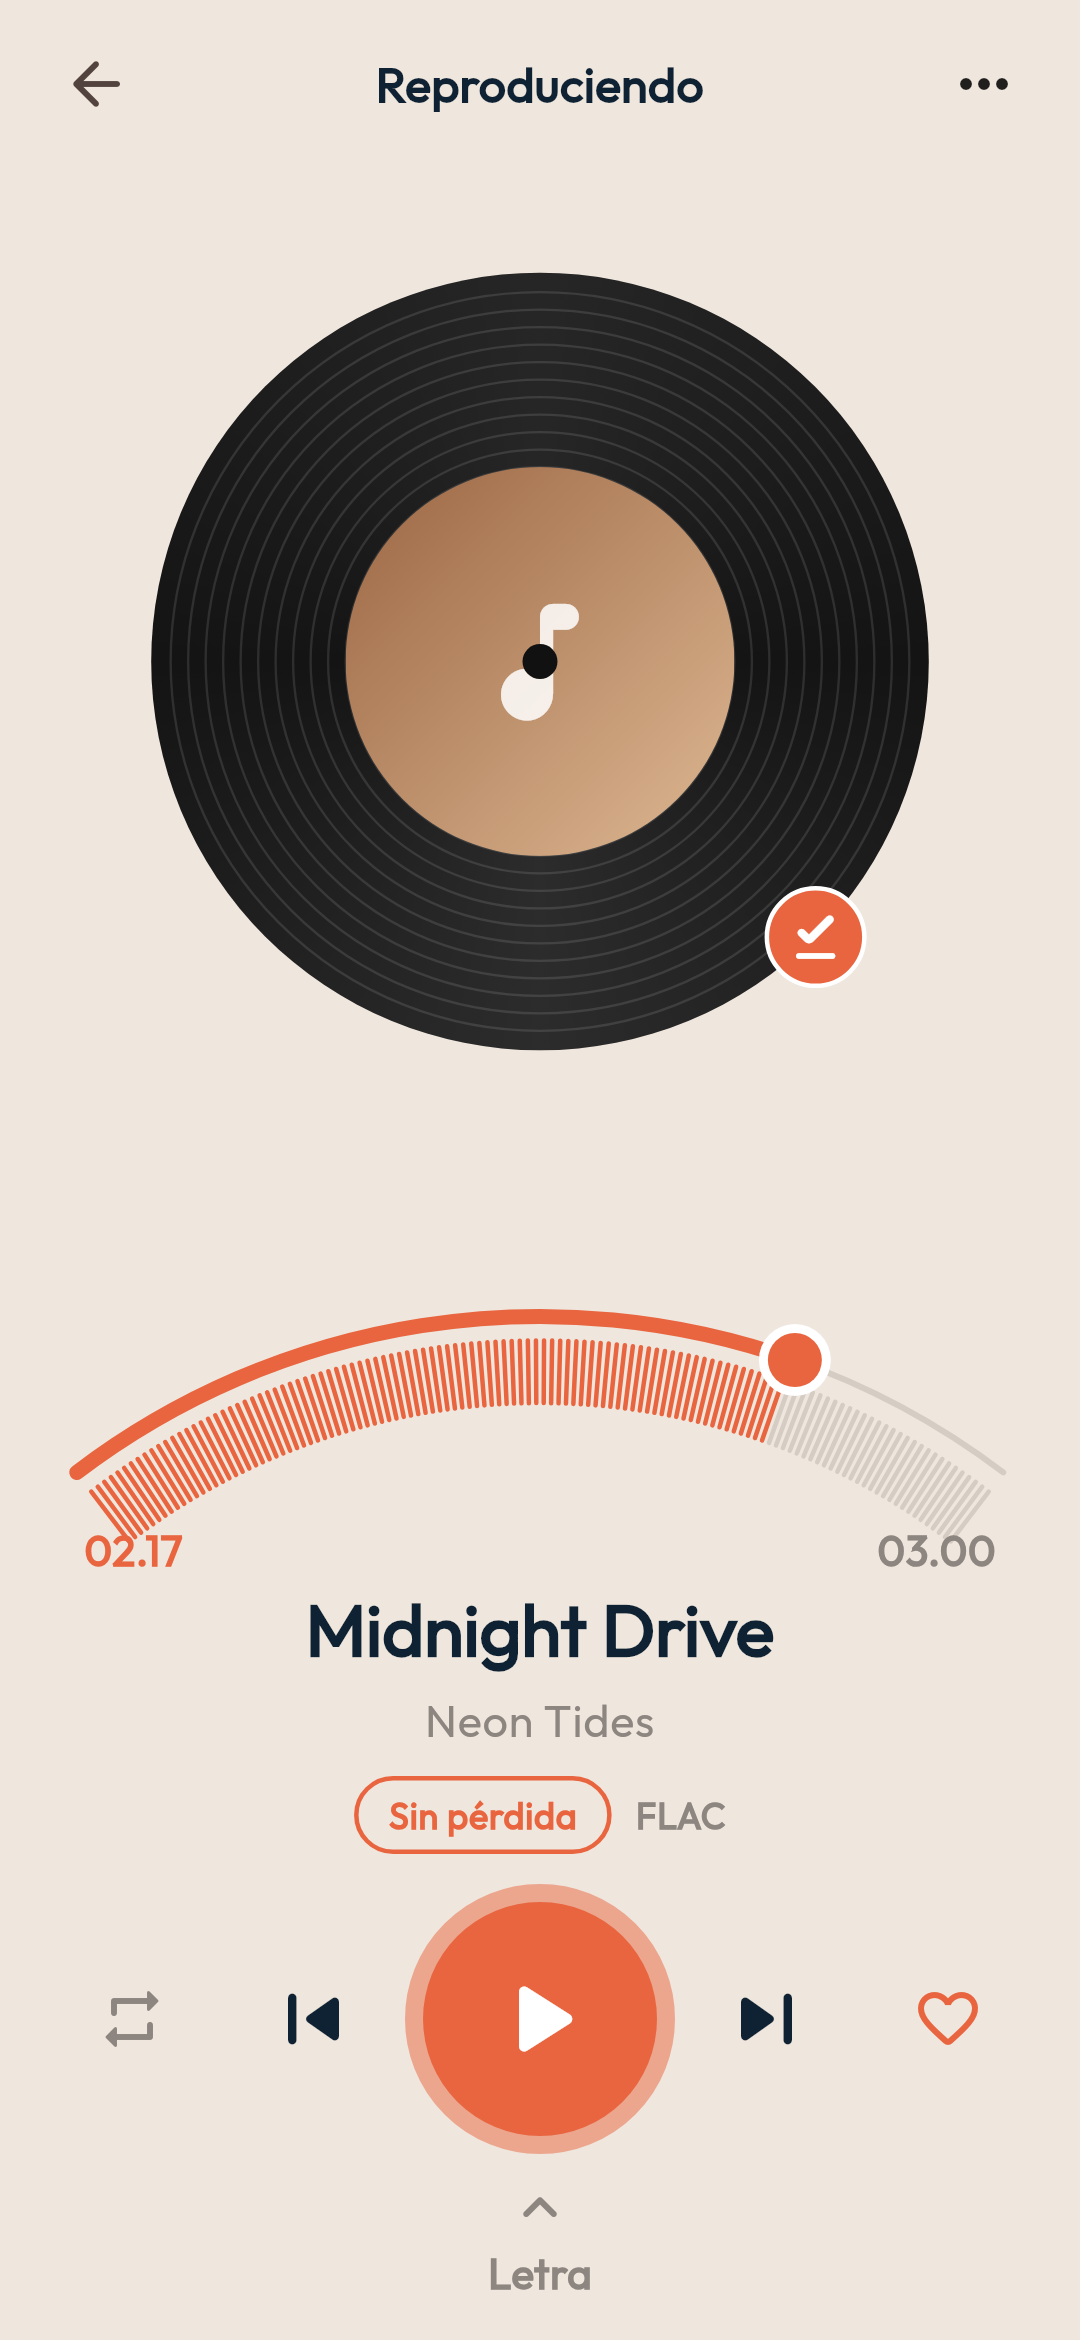 Reproduciendo
02.17
03.00
Midnight Drive
Neon Tides
Sin pérdida
FLAC
Letra